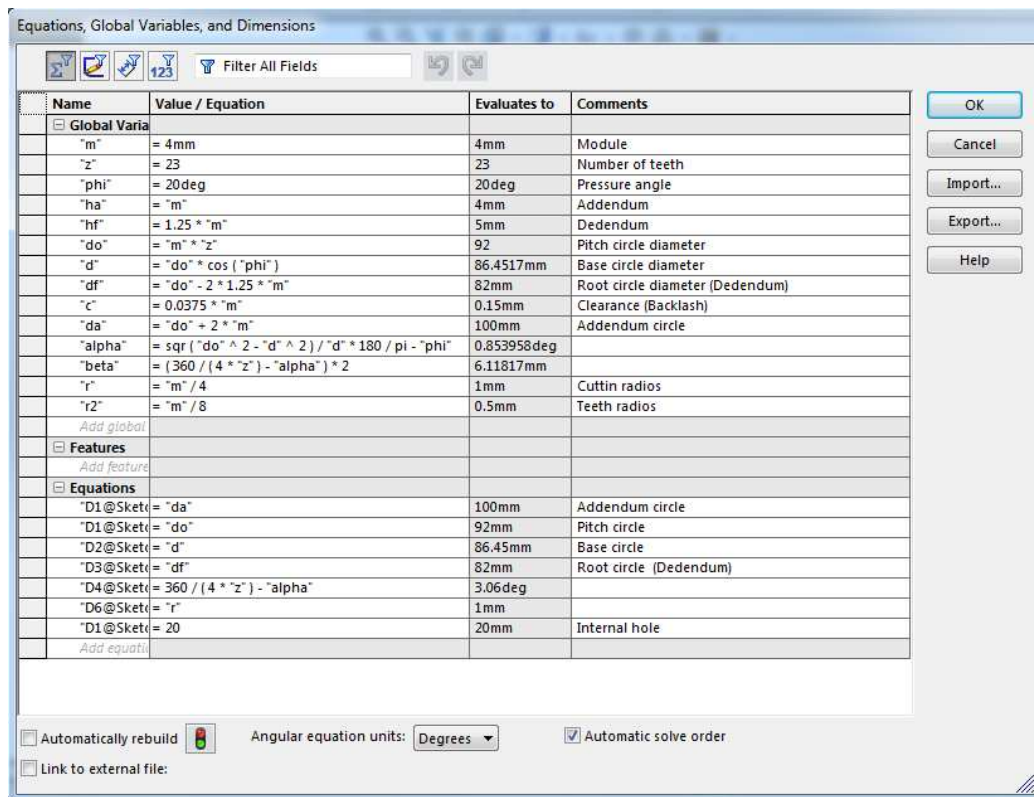 Equations, Global Variables, and Dimensions
Σ 123 Filter All Fields
Name Value / Equation Evaluates to Comments
Global Varia
"m" = 4mm 4mm Module
"z" = 23 23 Number of teeth
"phi" = 20deg 20deg Pressure angle
"ha" = "m" 4mm Addendum
"hf" = 1.25 * "m" 5mm Dedendum
"do" = "m" * "z" 92 Pitch circle diameter
"d" = "do" * cos ( "phi" ) 86.4517mm Base circle diameter
"df" = "do" - 2 * 1.25 * "m" 82mm Root circle diameter (Dedendum)
"c" = 0.0375 * "m" 0.15mm Clearance (Backlash)
"da" = "do" + 2 * "m" 100mm Addendum circle
"alpha" = sqr ( "do" ^ 2 - "d" ^ 2 ) / "d" * 180 / pi - "phi" 0.853958deg
"beta" = ( 360 / ( 4 * "z" ) - "alpha" ) * 2 6.11817mm
"r" = "m" / 4 1mm Cuttin radios
"r2" = "m" / 8 0.5mm Teeth radios
Add global
Features
Add feature
Equations
"D1@Sket = "da" 100mm Addendum circle
"D1@Sket = "do" 92mm Pitch circle
"D2@Sket = "d" 86.45mm Base circle
"D3@Sket = "df" 82mm Root circle (Dedendum)
"D4@Sket = 360 / ( 4 * "z" ) - "alpha" 3.06deg
"D6@Sket = "r" 1mm
"D1@Sket = 20 20mm Internal hole
Add equati
OK
Cancel
Import...
Export...
Help
Automatically rebuild Angular equation units: Degrees Automatic solve order
Link to external file: